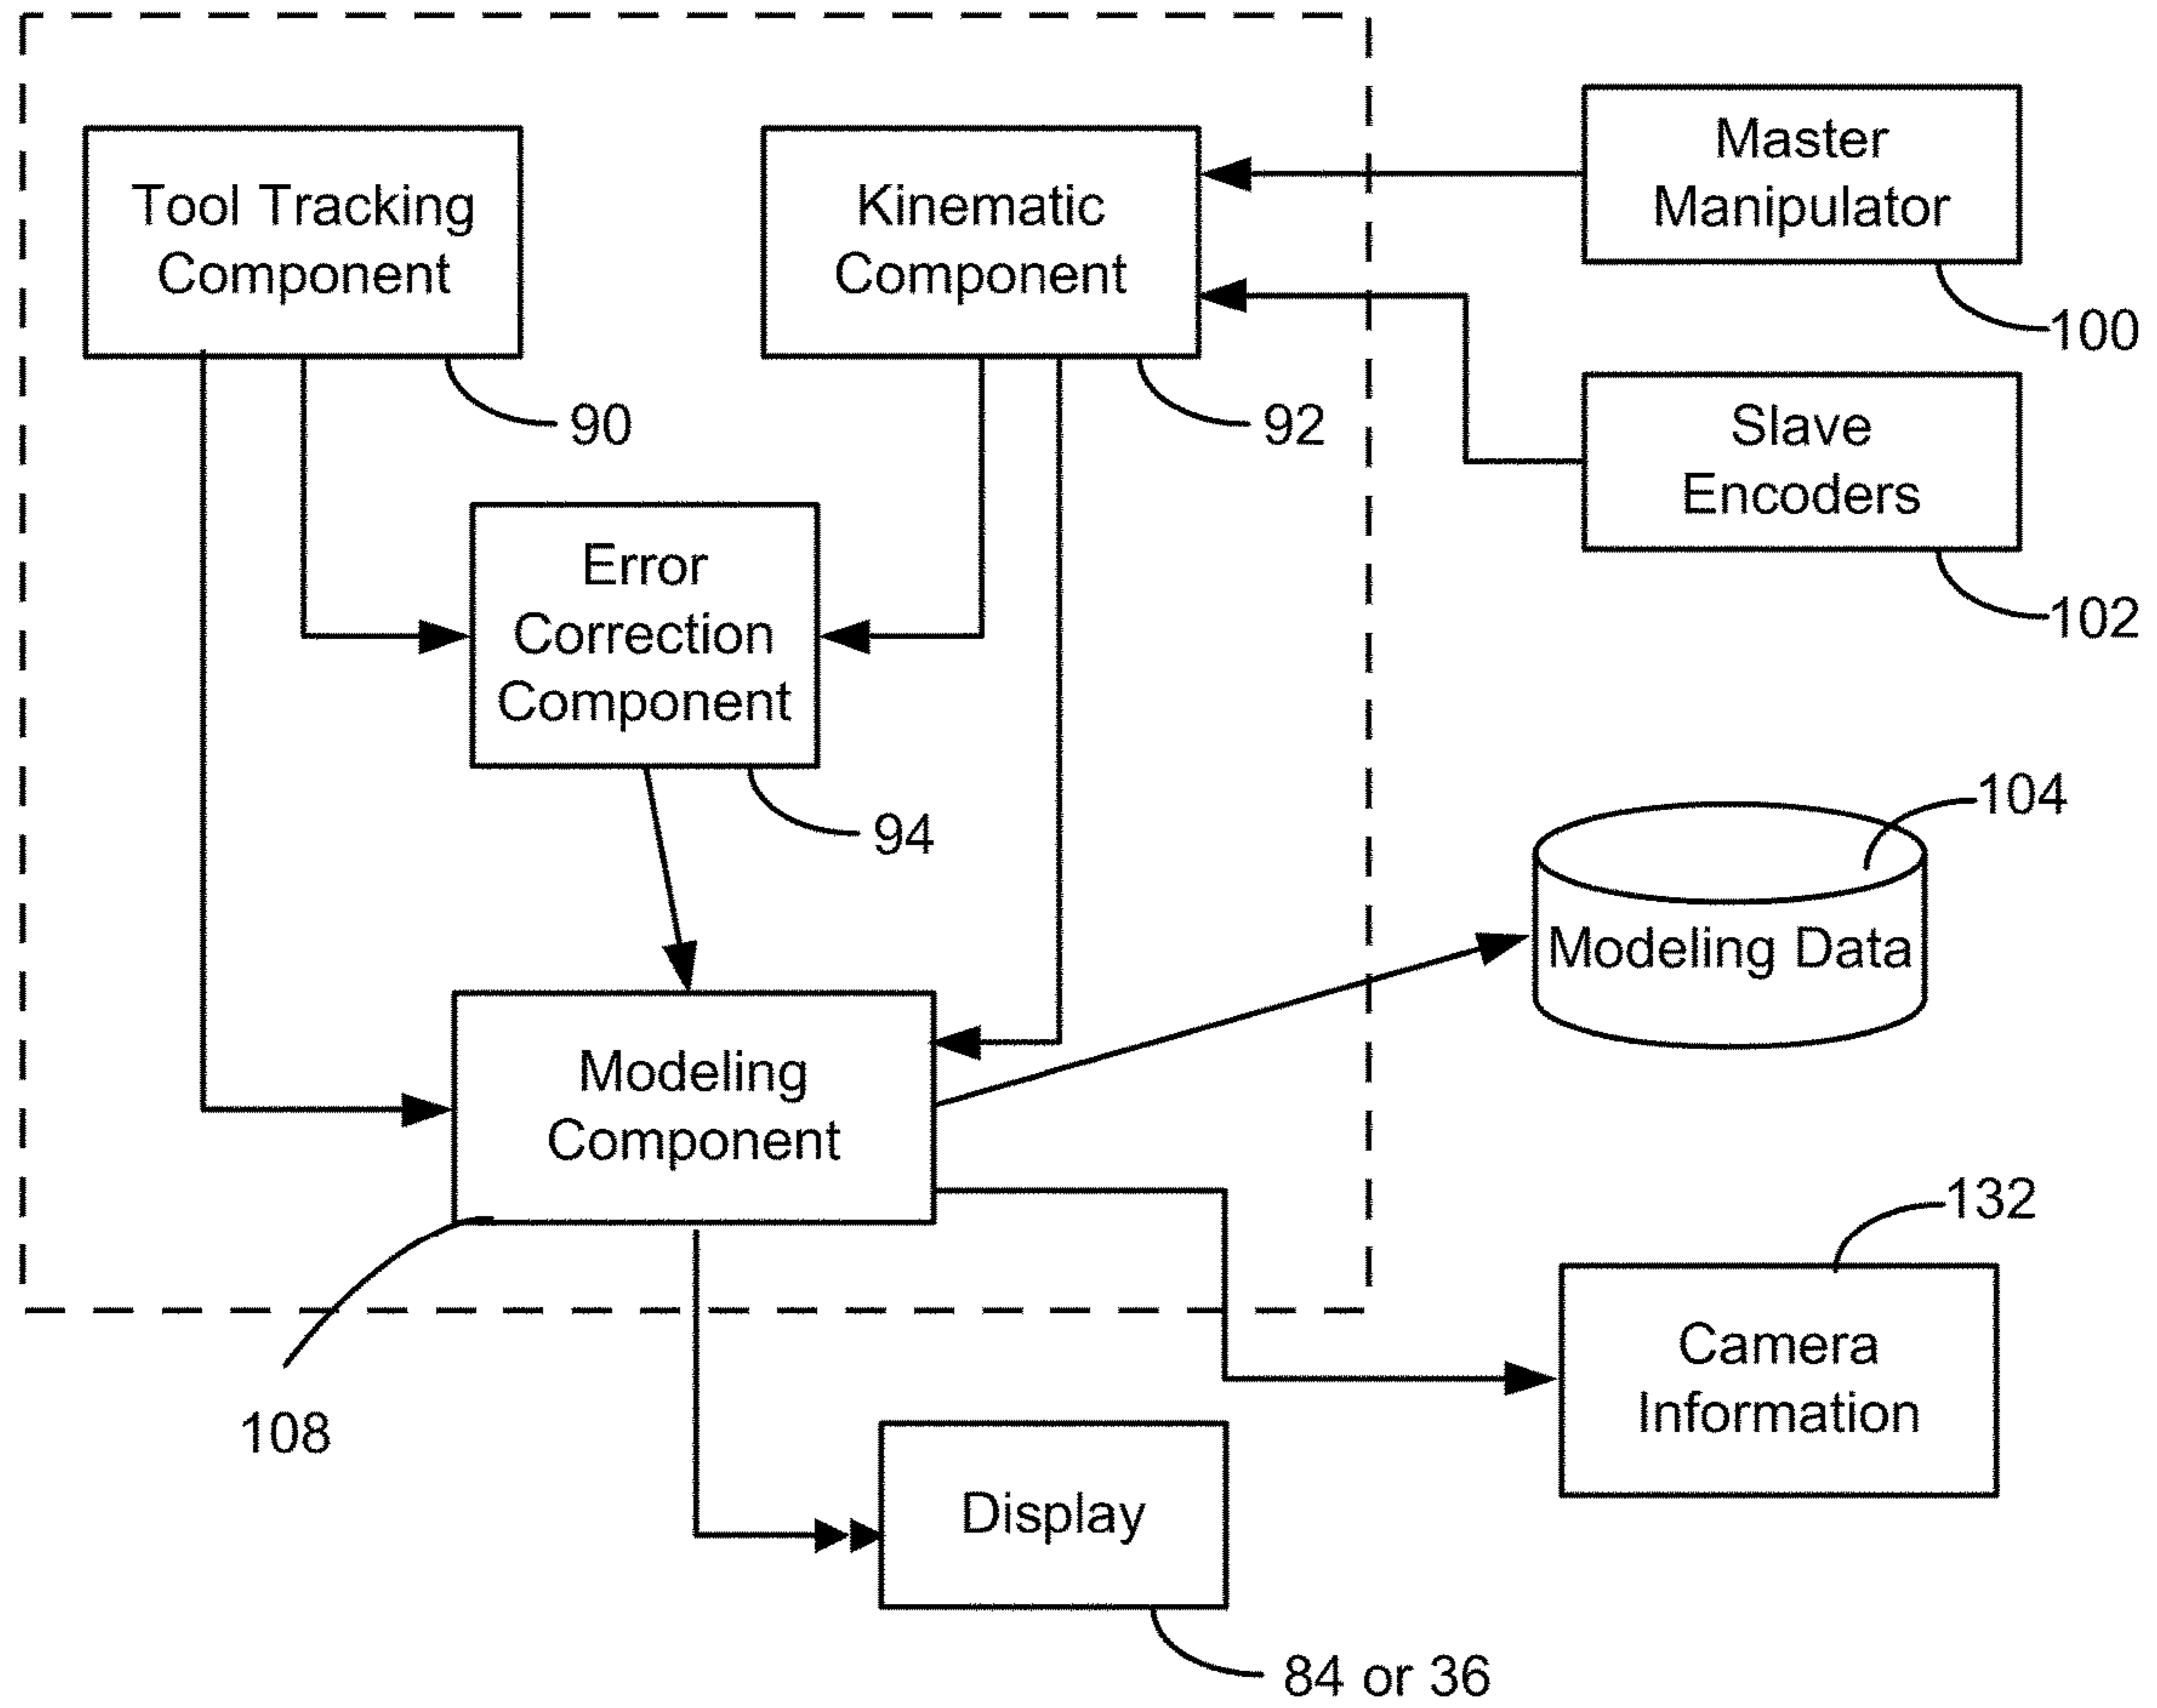 Tool Tracking
Component
90
Kinematic
Component
92
Master
Manipulator
100
Slave
Encoders
102
Error
Correction
Component
94
104
Modeling Data
Modeling
Component
108
132
Camera
Information
Display
84 or 36